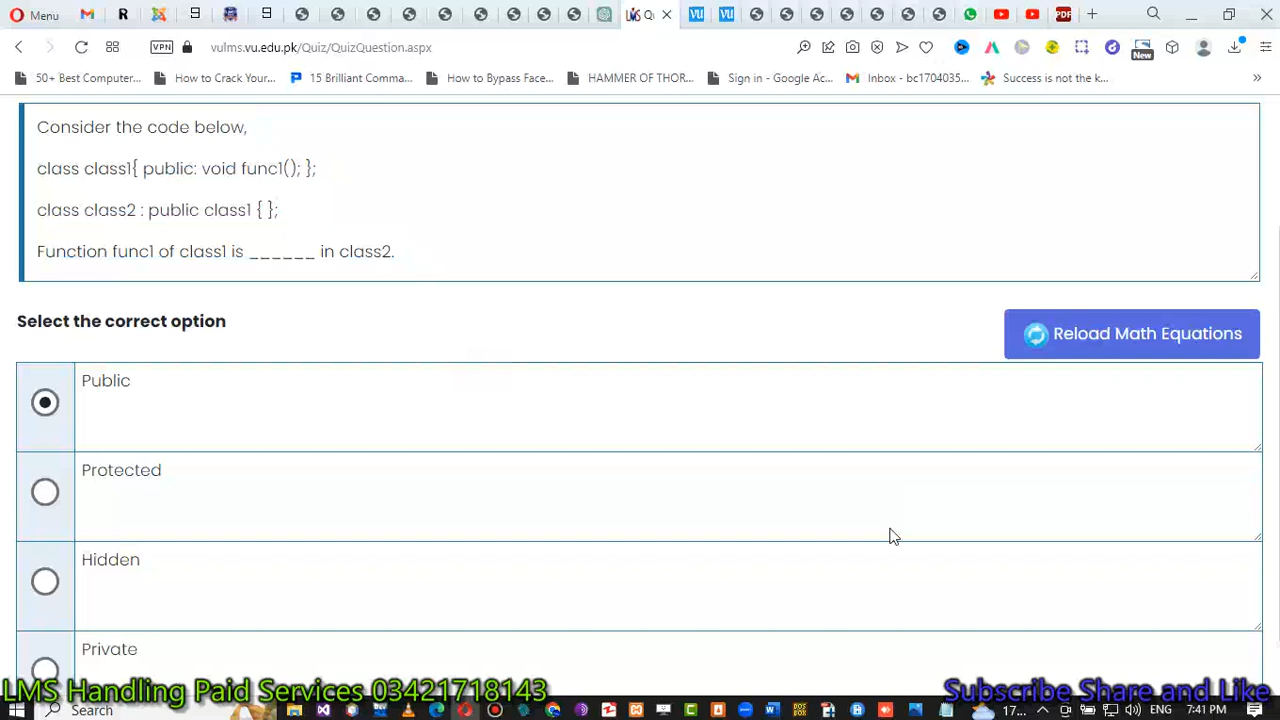 Menu
vulms.vu.edu.pk/Quiz/QuizQuestion.aspx
VPN
New
50+ Best Computer...
How to Crack Your...
15 Brilliant Comma...
How to Bypass Face...
HAMMER OF THOR...
Sign in - Google Ac...
Inbox - bc1704035...
Success is not the k...
Consider the code below,
class class1{ public: void func1(); };
class class2 : public class1 { };
Function func1 of class1 is ______ in class2.
Select the correct option
Reload Math Equations
Public
Protected
Hidden
Private
LMS Handling Paid Services 03421718143
Subscribe Share and Like
Search
17...
ENG
7:41 PM